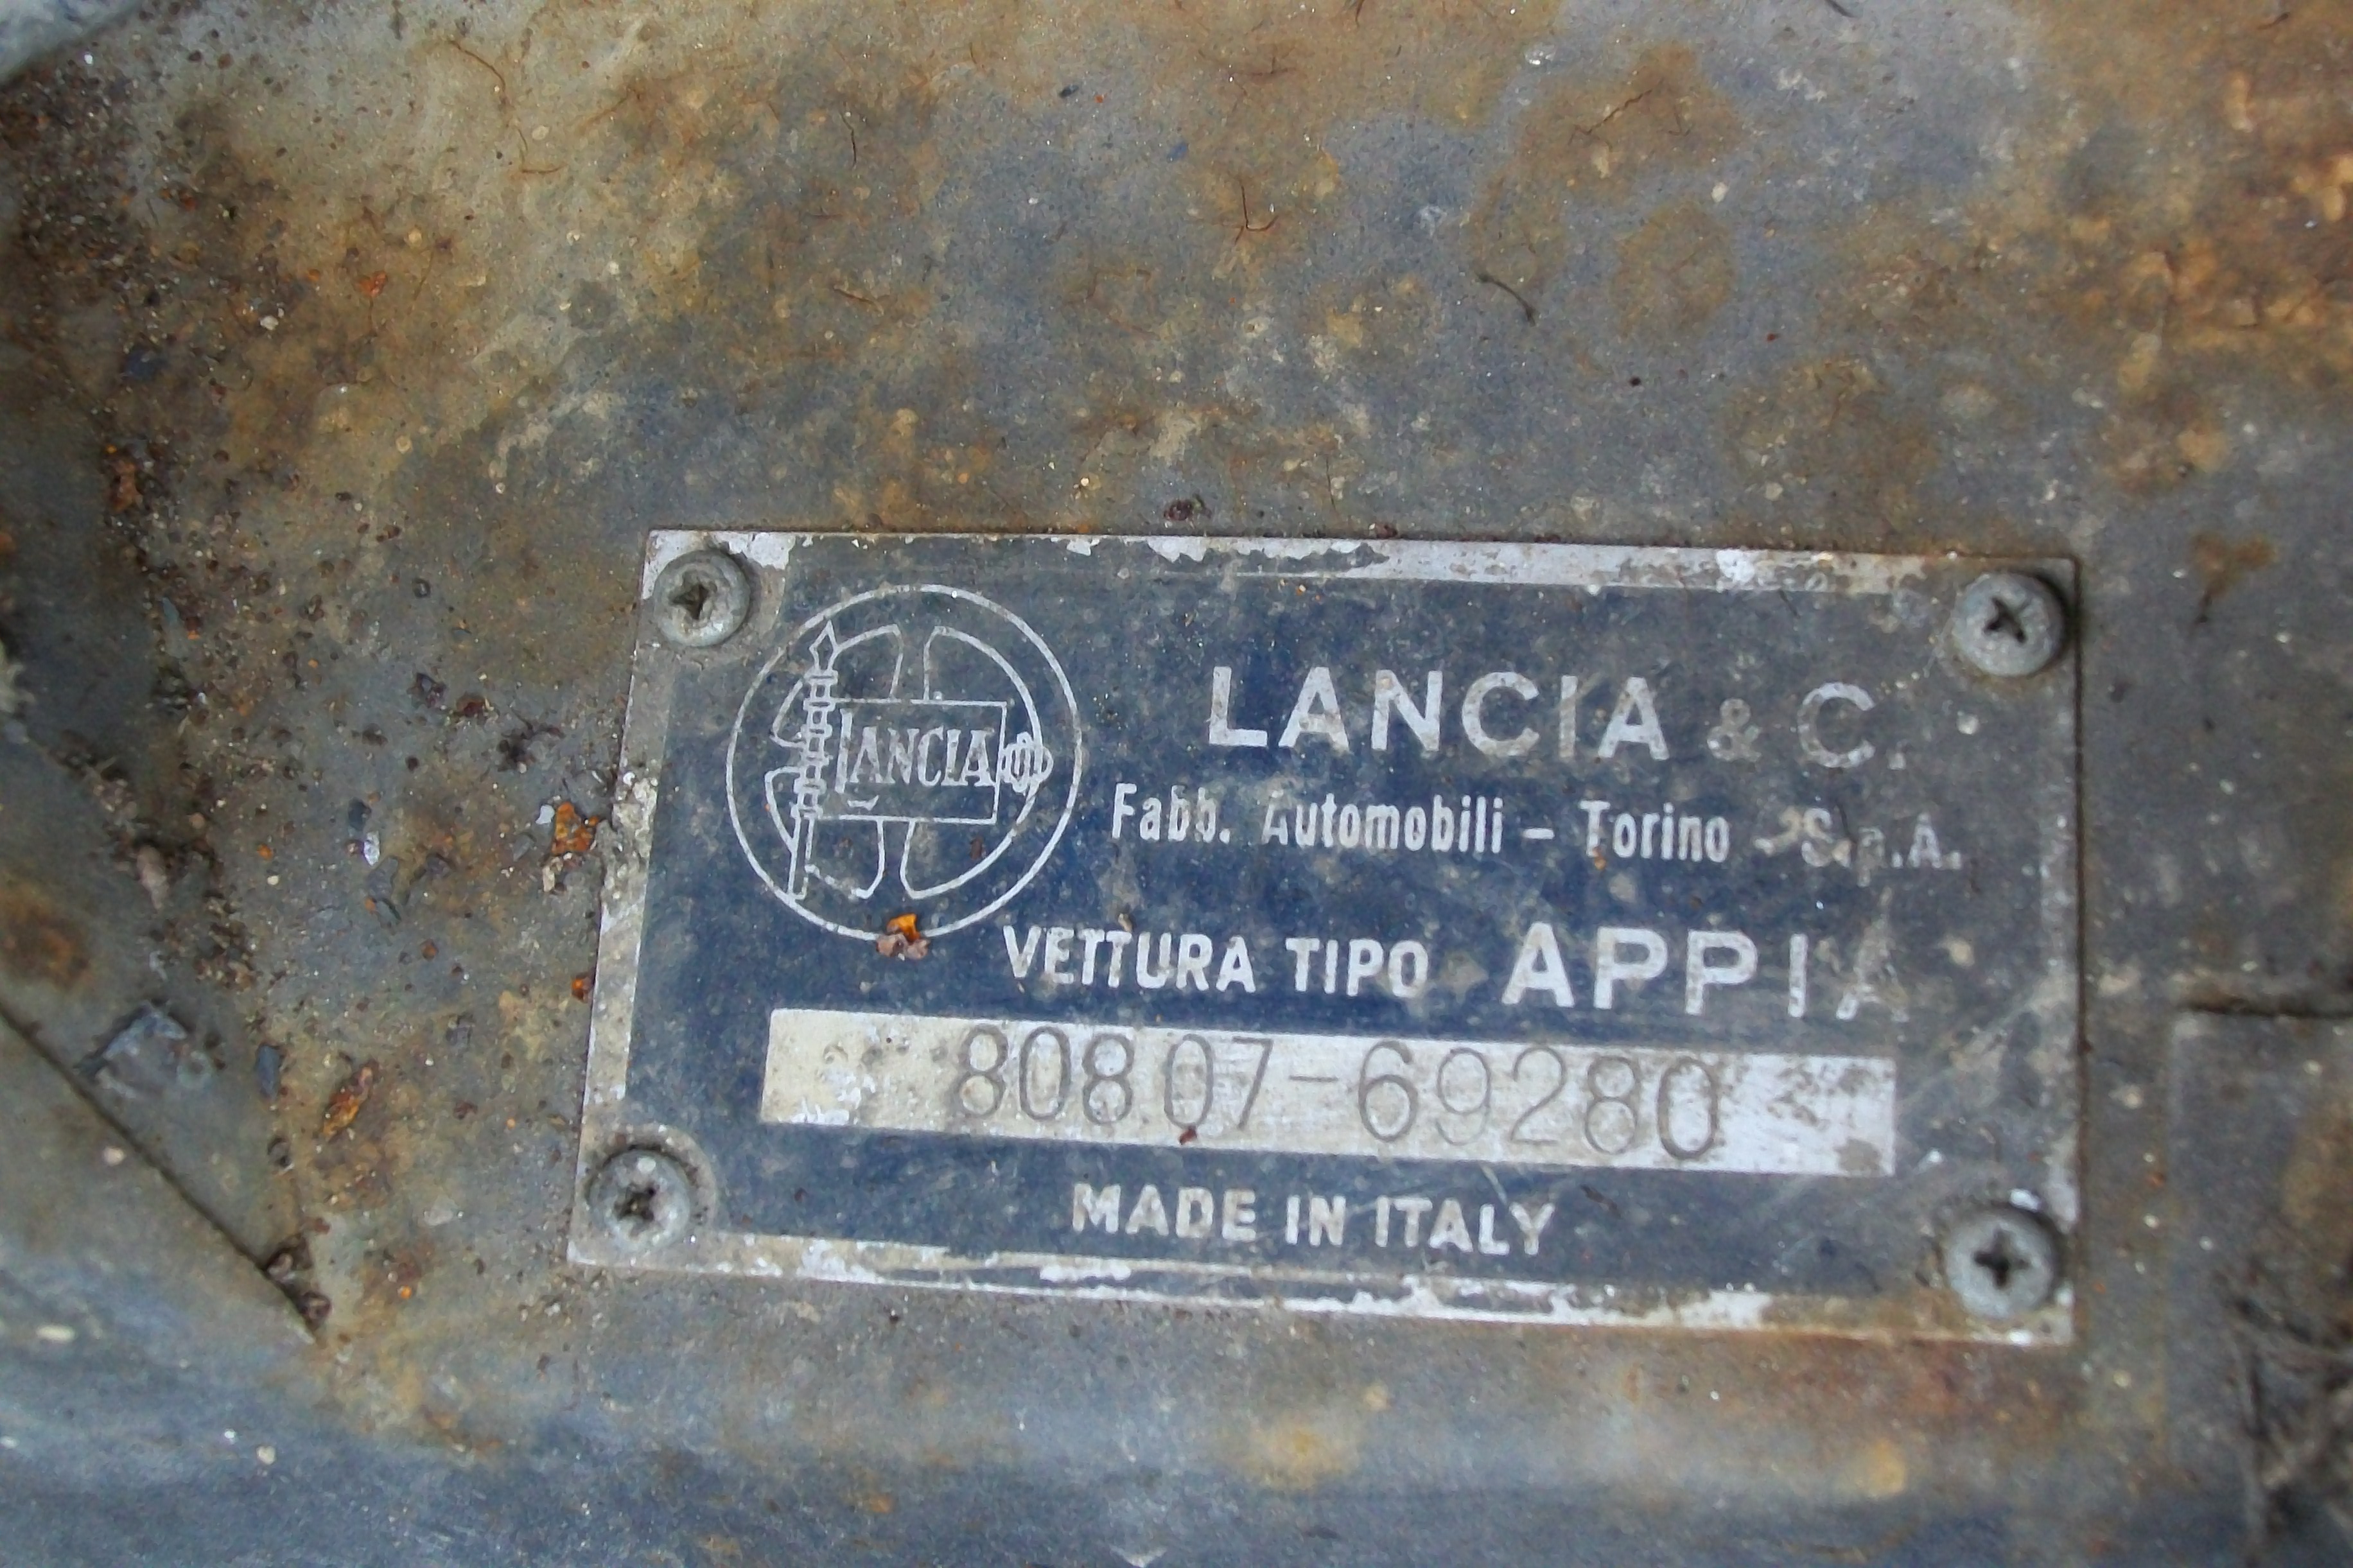 LANCIA
LANCIA & C.
Fabb. Automobili - Torino - S.p.A.
VETTURA TIPO APPIA
80807-69280
MADE IN ITALY